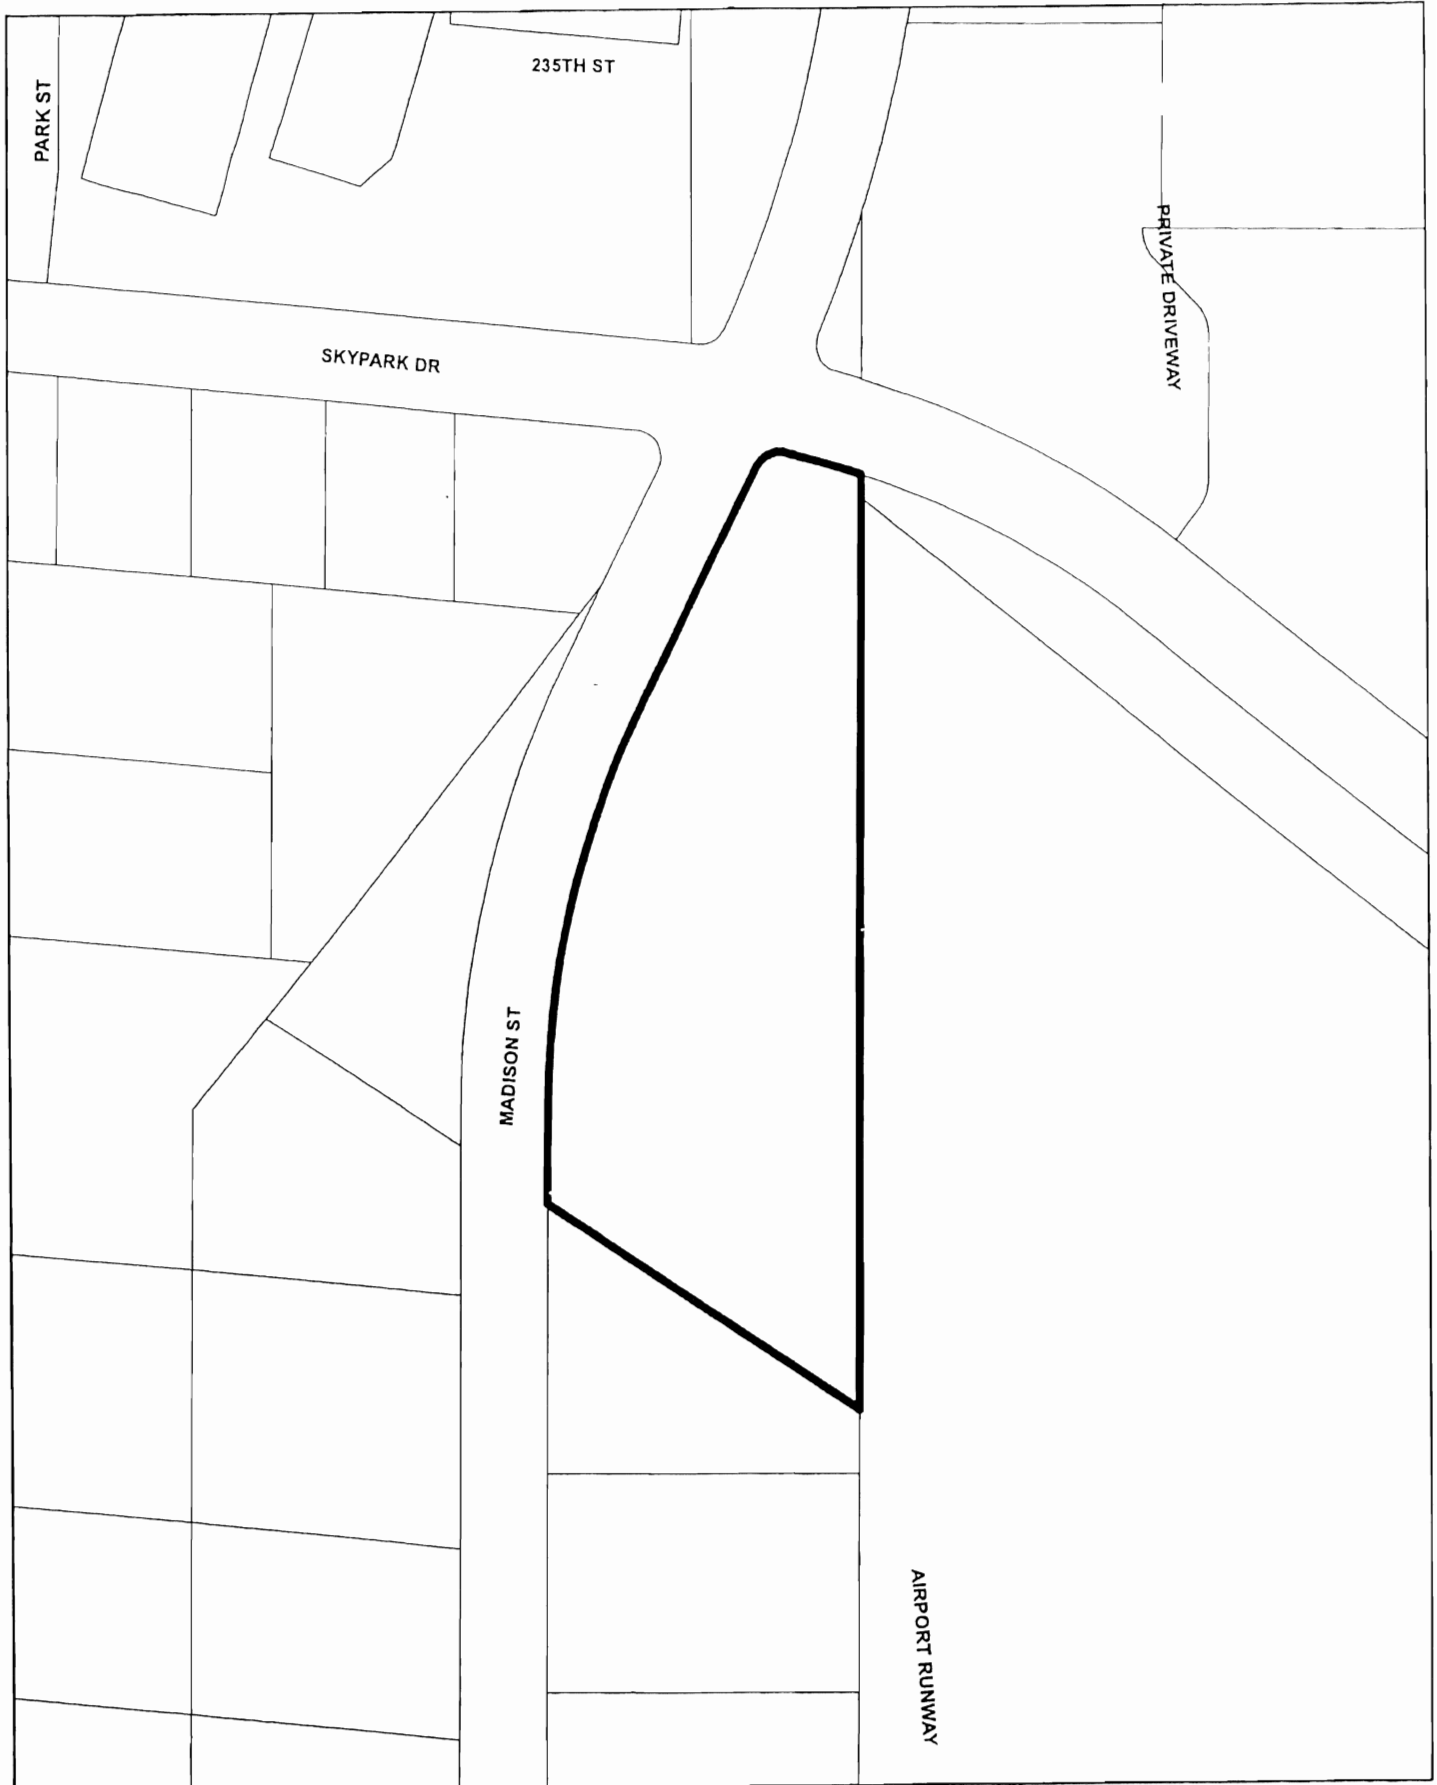 235TH ST
PARK ST
PRIVATE DRIVEWAY
SKYPARK DR
MADISON ST
AIRPORT RUNWAY